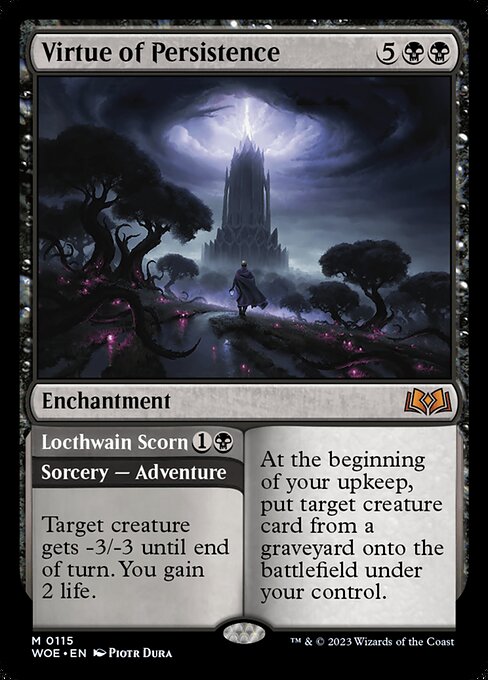 Virtue of Persistence 5
Enchantment
Locthwain Scorn 1
Sorcery — Adventure
Target creature
gets -3/-3 until end
of turn. You gain
2 life.
At the beginning
of your upkeep,
put target creature
card from a
graveyard onto the
battlefield under
your control.
M 0115
WOE • EN Piotr Dura
™ & © 2023 Wizards of the Coast